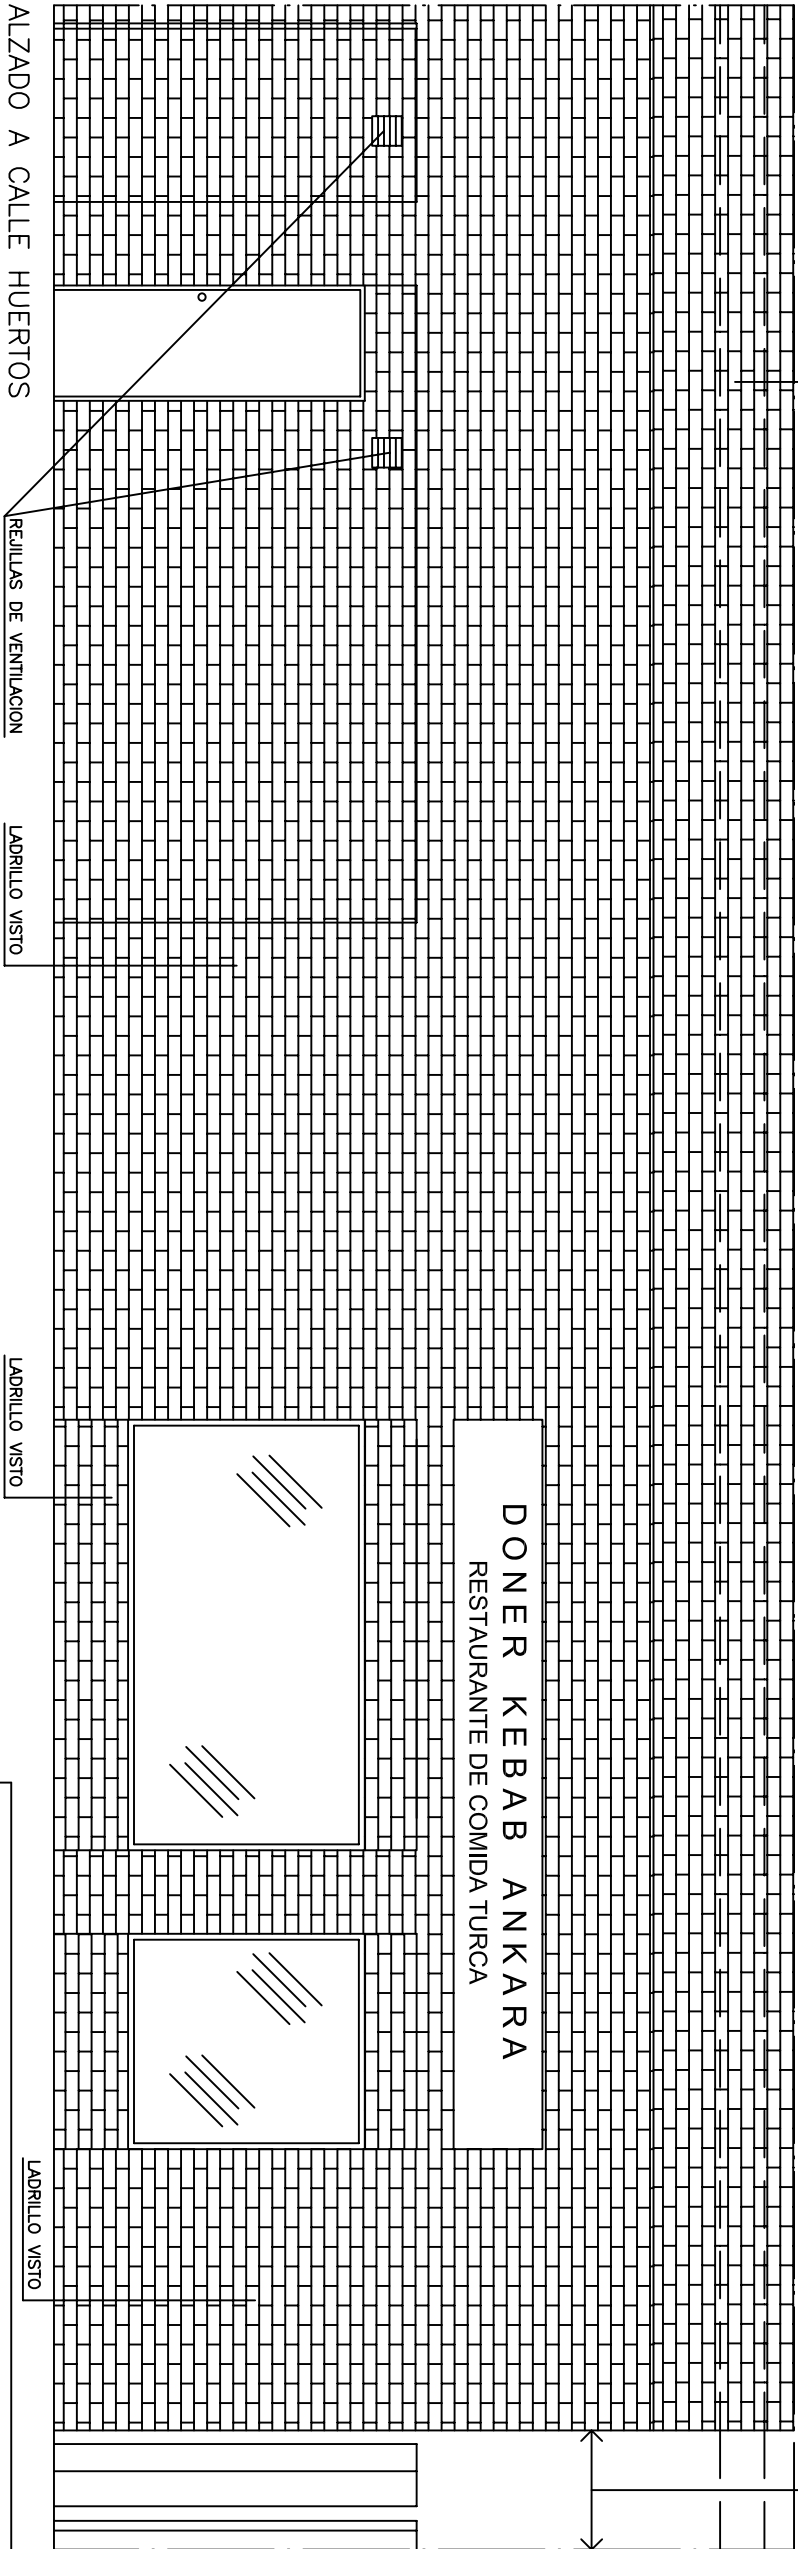 DONER KEBAB ANKARA
RESTAURANTE DE COMIDA TURCA
REJILLAS DE VENTILACION
LADRILLO VISTO
LADRILLO VISTO
LADRILLO VISTO
ALZADO A CALLE HUERTOS